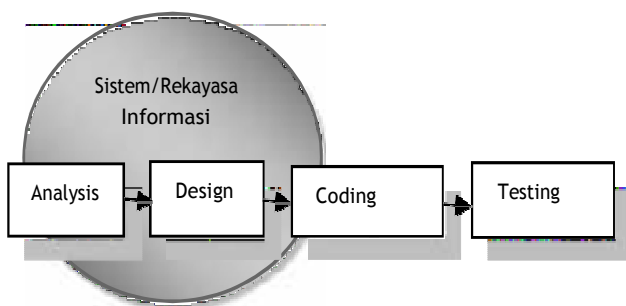 Sistem/Rekayasa
Informasi
Analysis
Design
Coding
Testing